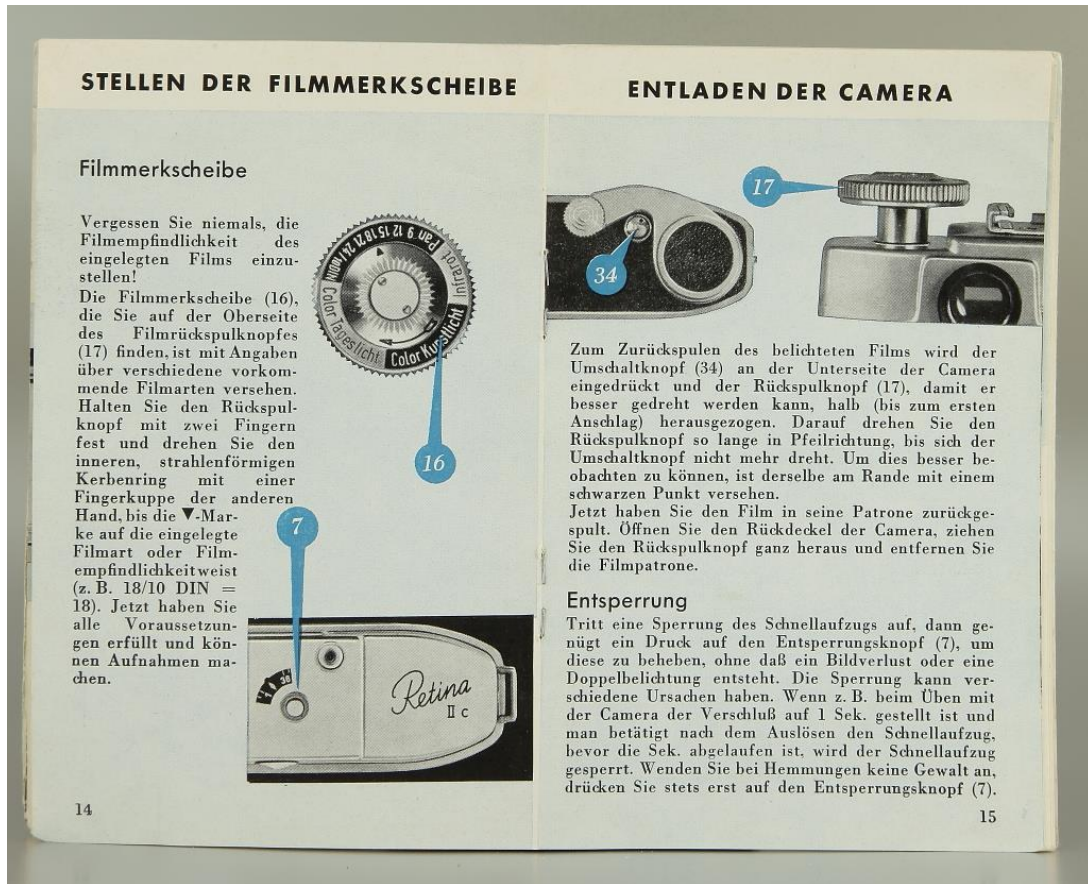 STELLEN DER FILMMERKSCHEIBE
Filmmerkscheibe
Vergessen Sie niemals, die
Filmempfindlichkeit des
eingelegten Films einzu-
stellen!
Die Filmmerkscheibe (16),
die Sie auf der Oberseite
des Filmrückspulknopfes
(17) finden, ist mit Angaben
über verschiedene vorkom-
mende Filmarten versehen.
Halten Sie den Rückspul-
knopf mit zwei Fingern
fest und drehen Sie den
inneren, strahlenförmigen
Kerbenring mit einer
Fingerkuppe der anderen
Hand, bis die ▼-Mar-
ke auf die eingelegte
Filmart oder Film-
empfindlichkeit weist
(z. B. 18/10 DIN =
18). Jetzt haben Sie
alle Voraussetzun-
gen erfüllt und kön-
nen Aufnahmen ma-
chen.
Pan 9 12 15 18 21 24 /10 DIN
Infrarot
Color Kunstlicht
Color Tageslicht
16
7
1
36
Retina
II c
14
ENTLADEN DER CAMERA
17
34
Zum Zurückspulen des belichteten Films wird der
Umschaltknopf (34) an der Unterseite der Camera
eingedrückt und der Rückspulknopf (17), damit er
besser gedreht werden kann, halb (bis zum ersten
Anschlag) herausgezogen. Darauf drehen Sie den
Rückspulknopf so lange in Pfeilrichtung, bis sich der
Umschaltknopf nicht mehr dreht. Um dies besser be-
obachten zu können, ist derselbe am Rande mit einem
schwarzen Punkt versehen.
Jetzt haben Sie den Film in seine Patrone zurückge-
spult. Öffnen Sie den Rückdeckel der Camera, ziehen
Sie den Rückspulknopf ganz heraus und entfernen Sie
die Filmpatrone.
Entsperrung
Tritt eine Sperrung des Schnellaufzugs auf, dann ge-
nügt ein Druck auf den Entsperrungsknopf (7), um
diese zu beheben, ohne daß ein Bildverlust oder eine
Doppelbelichtung entsteht. Die Sperrung kann ver-
schiedene Ursachen haben. Wenn z. B. beim Üben mit
der Camera der Verschluß auf 1 Sek. gestellt ist und
man betätigt nach dem Auslösen den Schnellaufzug,
bevor die Sek. abgelaufen ist, wird der Schnellaufzug
gesperrt. Wenden Sie bei Hemmungen keine Gewalt an,
drücken Sie stets erst auf den Entsperrungsknopf (7).
15